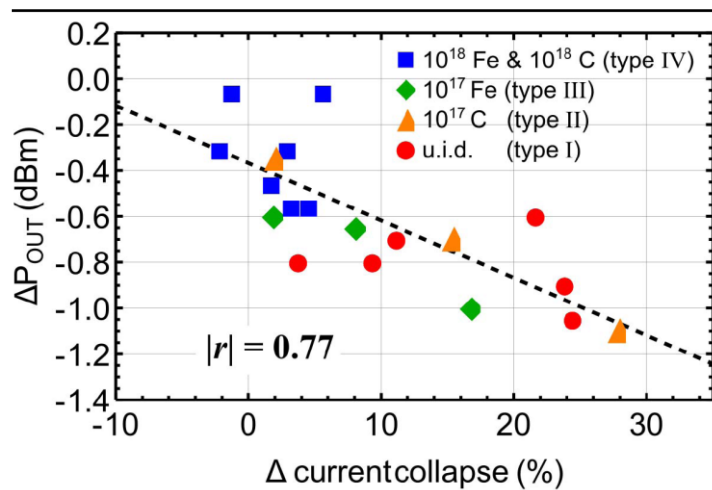 0.2
0.0
-0.2
-0.4
-0.6
-0.8
-1.0
-1.2
-1.4
ΔP_OUT (dBm)
10^18 Fe & 10^18 C (type IV)
10^17 Fe (type III)
10^17 C (type II)
u.i.d. (type I)
|r| = 0.77
-10 0 10 20 30
Δ currentcollapse (%)